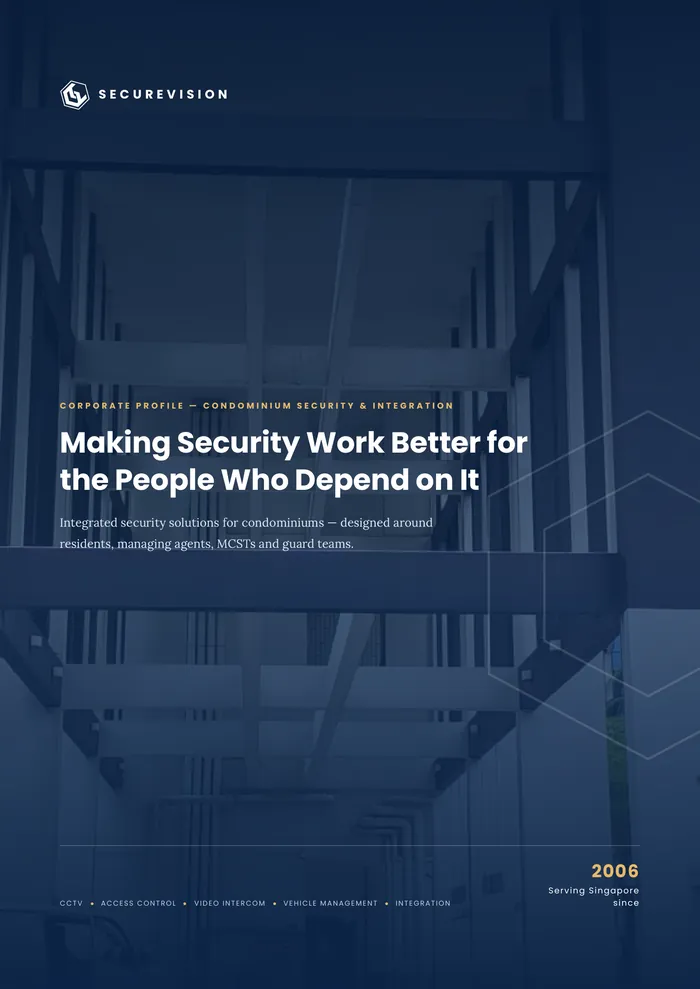 SECUREVISION
CORPORATE PROFILE — CONDOMINIUM SECURITY & INTEGRATION
Making Security Work Better for
the People Who Depend on It
Integrated security solutions for condominiums — designed around
residents, managing agents, MCSTs and guard teams.
2006
Serving Singapore
since
CCTV • ACCESS CONTROL • VIDEO INTERCOM • VEHICLE MANAGEMENT • INTEGRATION